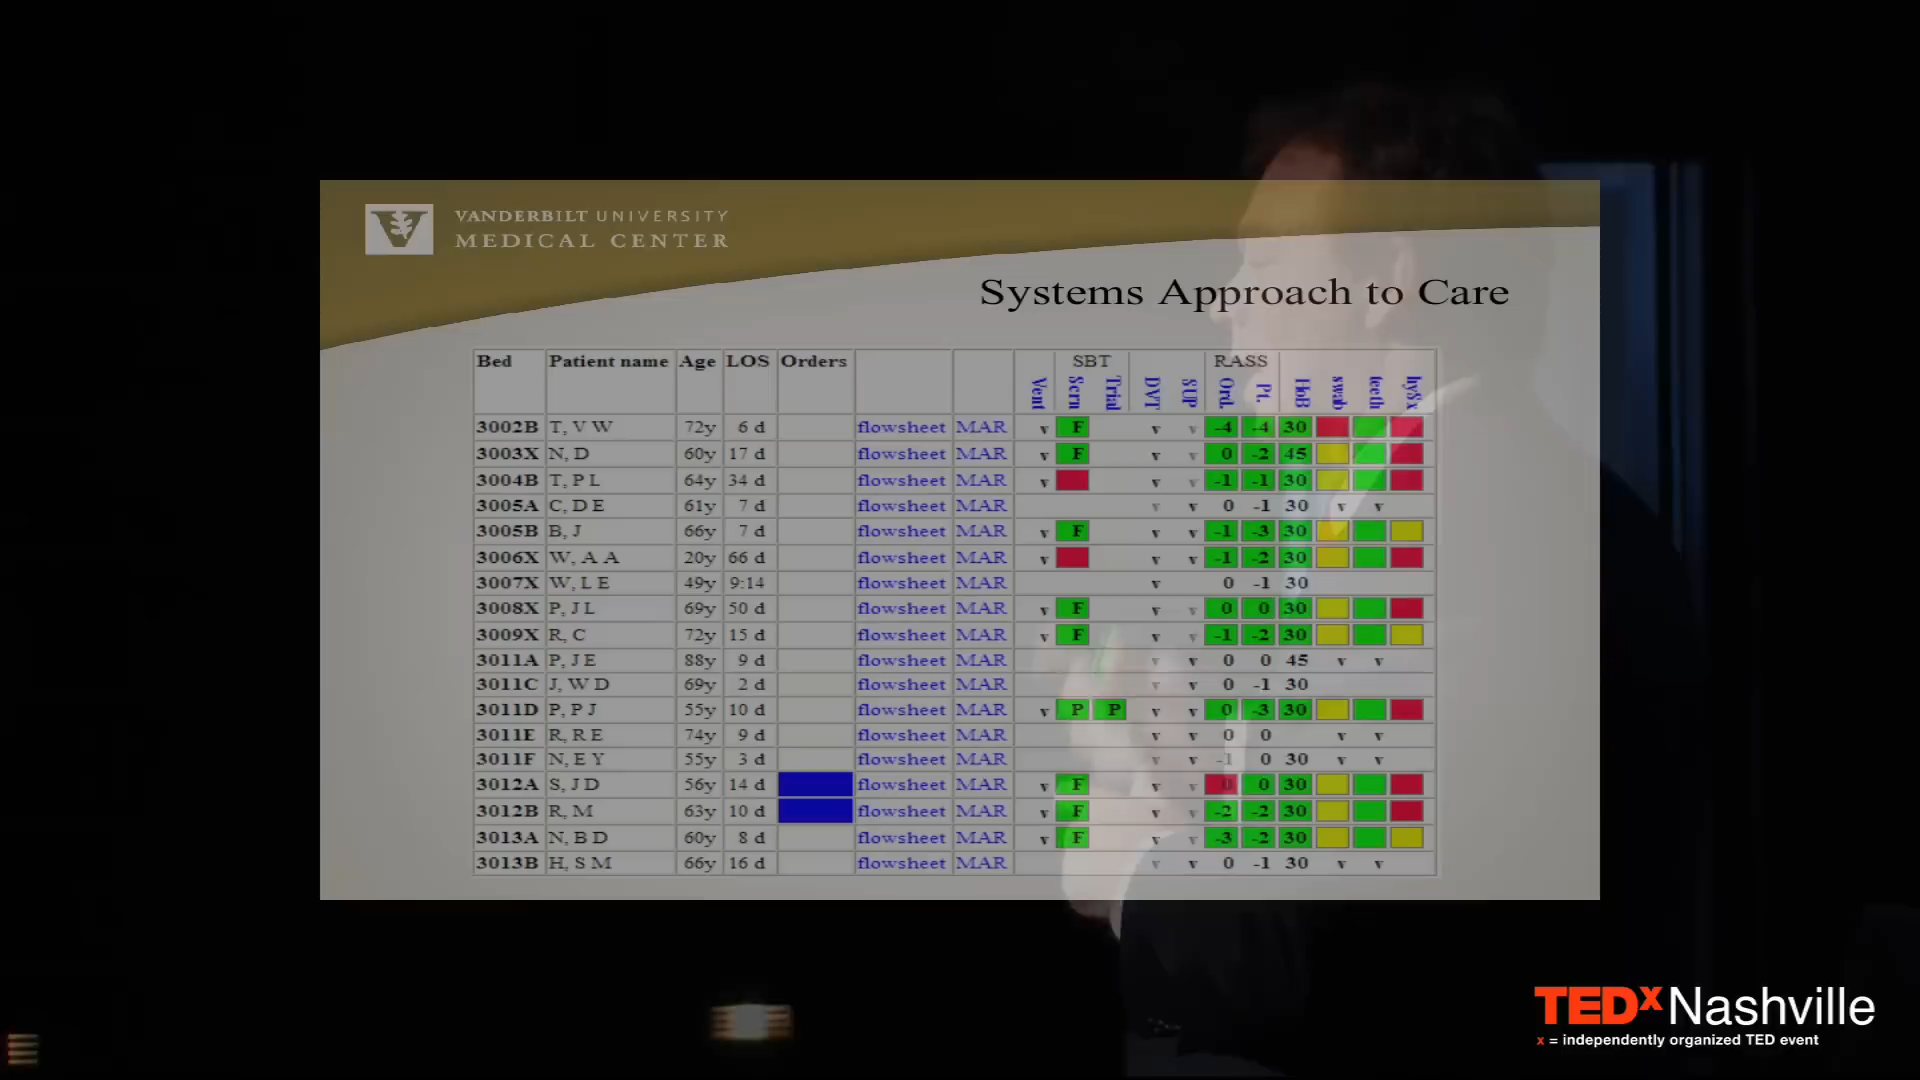 VANDERBILT UNIVERSITY
MEDICAL CENTER
Systems Approach to Care
Bed Patient name Age LOS Orders SBT RASS
Vent Scrn Trial DVT SUP Ord. Pt. HoB swab teeth hySx
3002B T, V W 72y 6 d flowsheet MAR v F v v -4 -4 30
3003X N, D 60y 17 d flowsheet MAR v F v v 0 -2 45
3004B T, P L 64y 34 d flowsheet MAR v v v -1 -1 30
3005A C, D E 61y 7 d flowsheet MAR v v 0 -1 30 v v
3005B B, J 66y 7 d flowsheet MAR v F v v -1 -3 30
3006X W, A A 20y 66 d flowsheet MAR v v v -1 -2 30
3007X W, L E 49y 9:14 flowsheet MAR v 0 -1 30
3008X P, J L 69y 50 d flowsheet MAR v F v v 0 0 30
3009X R, C 72y 15 d flowsheet MAR v F v v -1 -2 30
3011A P, J E 88y 9 d flowsheet MAR v v 0 0 45 v v
3011C J, W D 69y 2 d flowsheet MAR v v 0 -1 30
3011D P, P J 55y 10 d flowsheet MAR v P P v v 0 -3 30
3011E R, R E 74y 9 d flowsheet MAR v v 0 0 v v
3011F N, E Y 55y 3 d flowsheet MAR v v -1 0 30 v v
3012A S, J D 56y 14 d flowsheet MAR v F v v 0 0 30
3012B R, M 63y 10 d flowsheet MAR v F v v -2 -2 30
3013A N, B D 60y 8 d flowsheet MAR v F v v -3 -2 30
3013B H, S M 66y 16 d flowsheet MAR v v 0 -1 30 v v
TEDxNashville
x = independently organized TED event